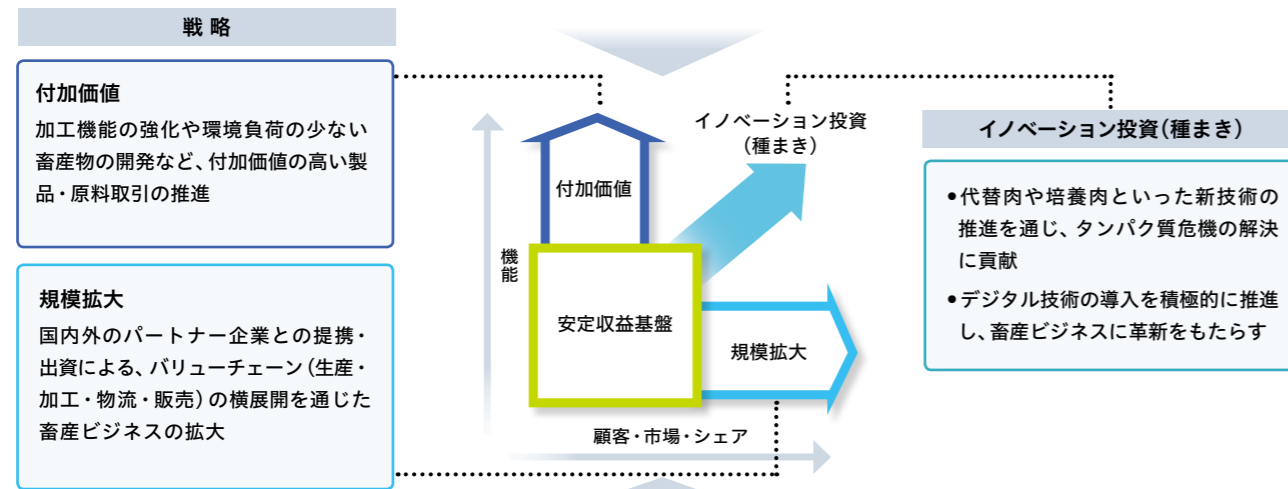 戦略
付加価値
加工機能の強化や環境負荷の少ない
畜産物の開発など、付加価値の高い製
品・原料取引の推進
規模拡大
国内外のパートナー企業との提携・
出資による、バリューチェーン（生産・
加工・物流・販売）の横展開を通じた
畜産ビジネスの拡大
機能
付加価値
イノベーション投資
（種まき）
安定収益基盤
規模拡大
顧客・市場・シェア
イノベーション投資（種まき）
●代替肉や培養肉といった新技術の
推進を通じ、タンパク質危機の解決
に貢献
●デジタル技術の導入を積極的に推進
し、畜産ビジネスに革新をもたらす